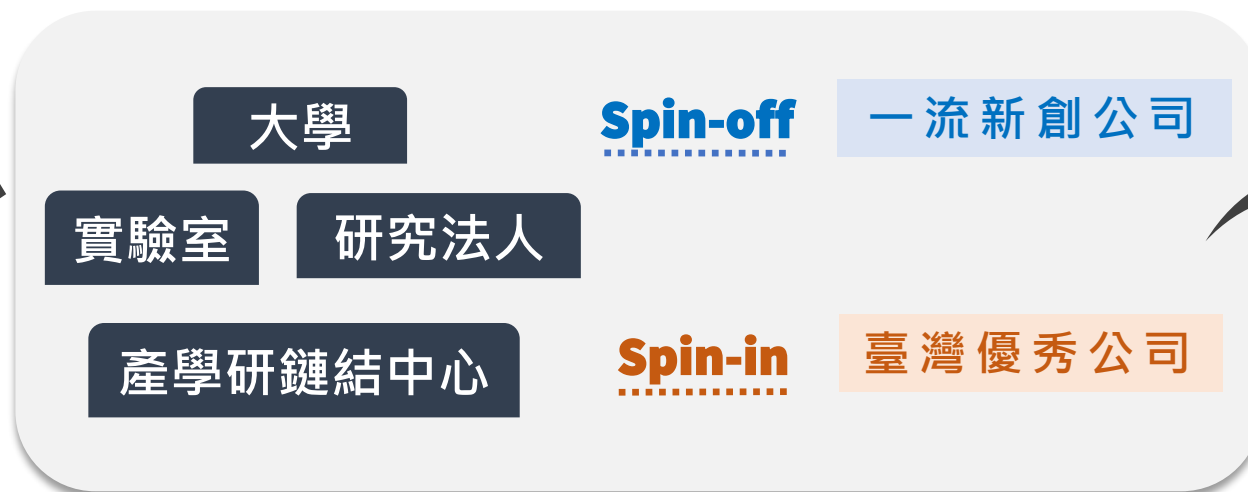 大學
實驗室
研究法人
產學研鏈結中心
Spin-off
一流新創公司
Spin-in
臺灣優秀公司